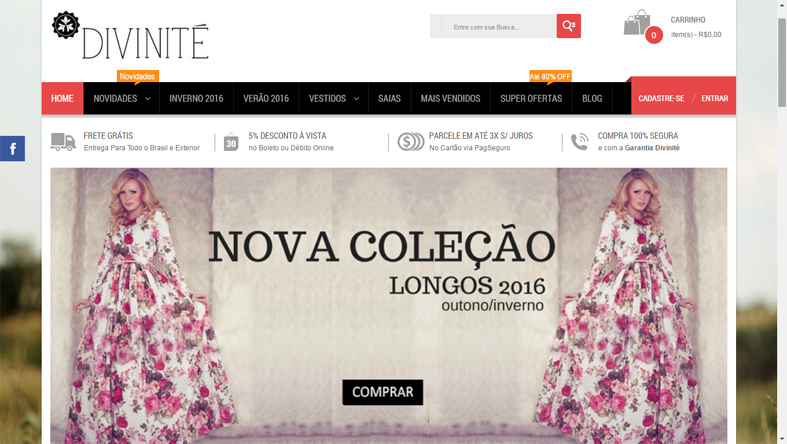 DIVINITÉ
Entre com sua Busca...
CARRINHO
0
item(s) - R$0,00
Novidades
Até 80% OFF
HOME
NOVIDADES
INVERNO 2016
VERÃO 2016
VESTIDOS
SAIAS
MAIS VENDIDOS
SUPER OFERTAS
BLOG
CADASTRE-SE / ENTRAR
f
FRETE GRÁTIS
Entrega Para Todo o Brasil e Exterior
30
5% DESCONTO À VISTA
no Boleto ou Débito Online
PARCELE EM ATÉ 3X S/ JUROS
No Cartão via PagSeguro
COMPRA 100% SEGURA
e com a Garantia Divinitè
NOVA COLEÇÃO
LONGOS 2016
outono/inverno
COMPRAR